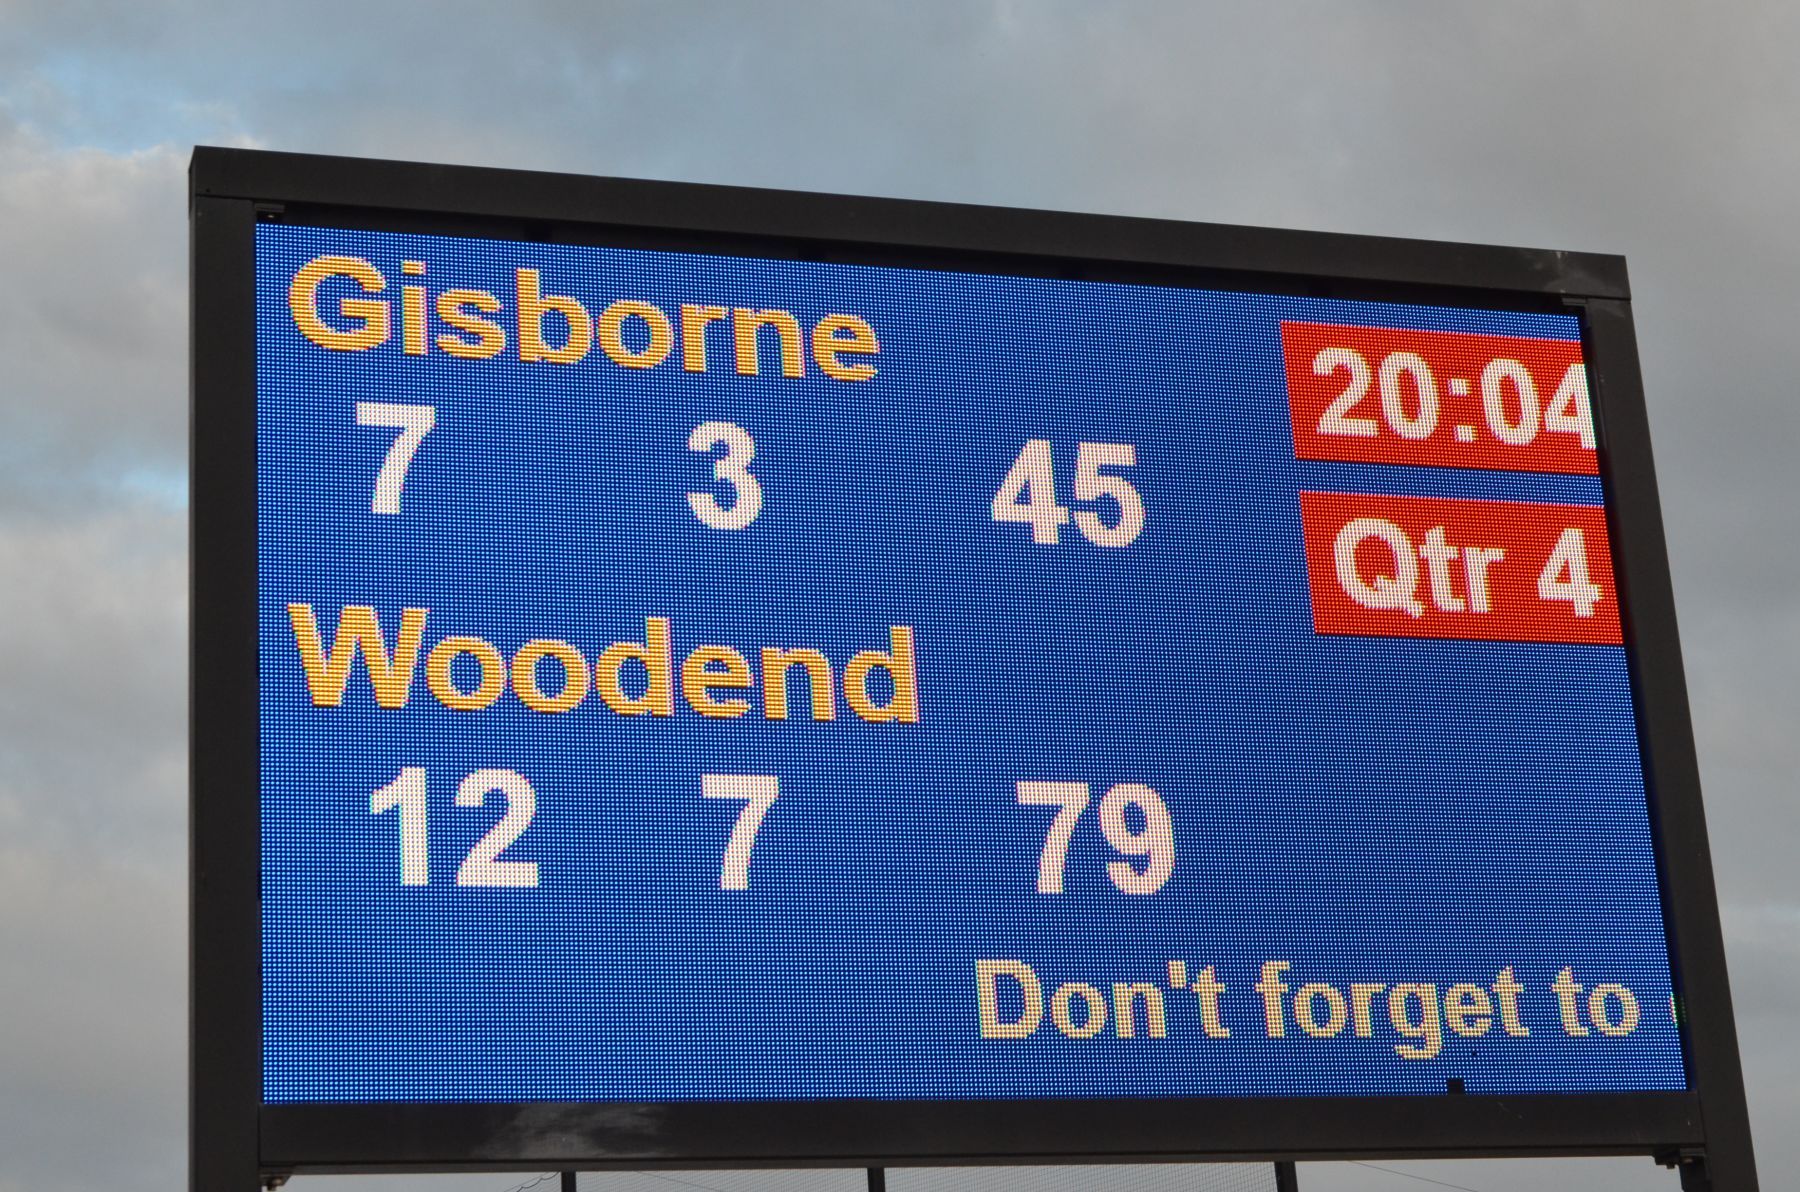 Gisborne
20:04
7 3 45
Qtr 4
Woodend
12 7 79
Don't forget to